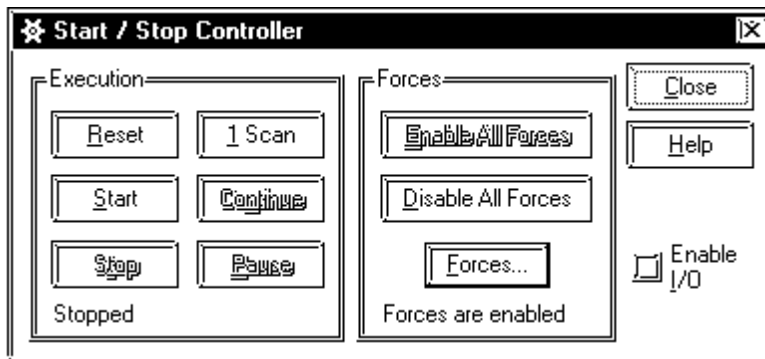 Start / Stop Controller
Execution
Reset
1 Scan
Start
Continue
Stop
Pause
Stopped
Forces
Enable All Forces
Disable All Forces
Forces...
Forces are enabled
Close
Help
Enable
I/O